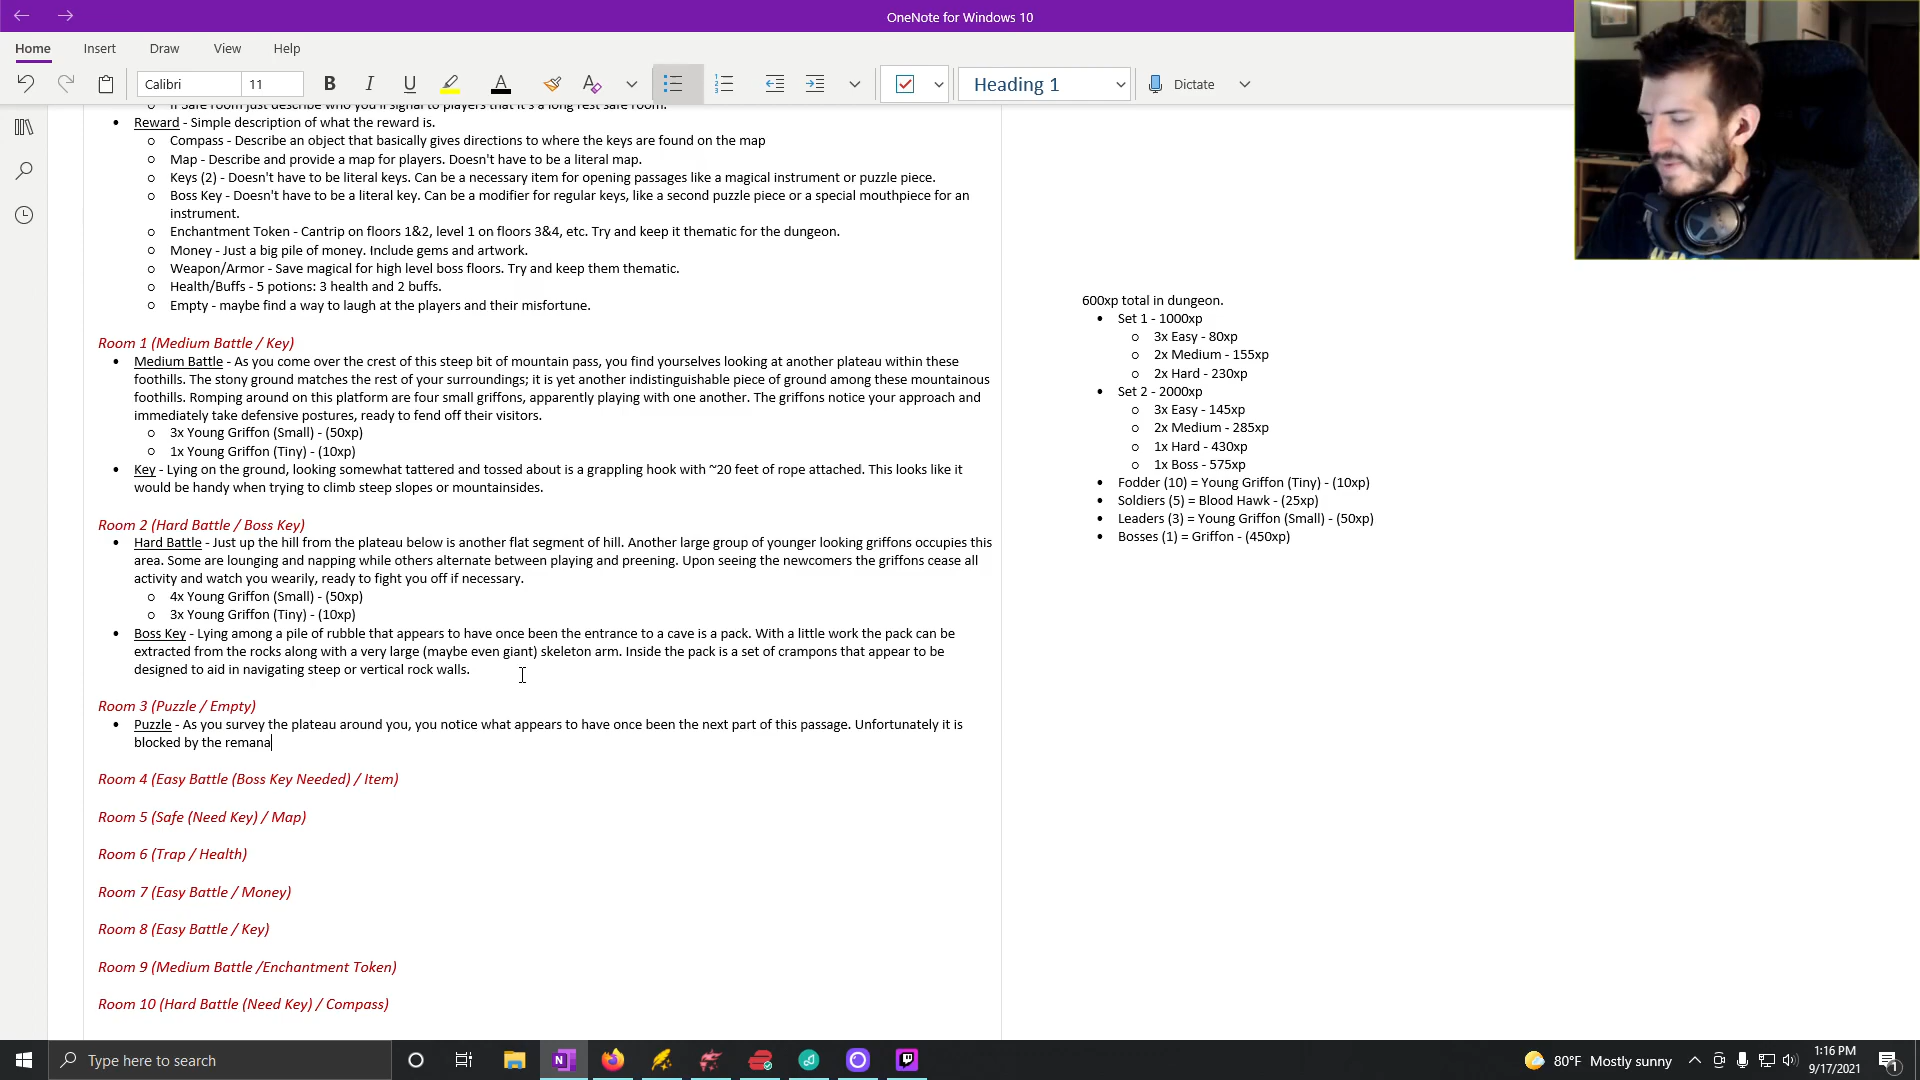 OneNote for Windows 10
Home Insert Draw View Help
Calibri 11 B I U A A Heading 1 Dictate
If Safe room just describe who you'll signal to players that it's a long rest safe room.
Reward - Simple description of what the reward is.
Compass - Describe an object that basically gives directions to where the keys are found on the map
Map - Describe and provide a map for players. Doesn't have to be a literal map.
Keys (2) - Doesn't have to be literal keys. Can be a necessary item for opening passages like a magical instrument or puzzle piece.
Boss Key - Doesn't have to be a literal key. Can be a modifier for regular keys, like a second puzzle piece or a special mouthpiece for an
instrument.
Enchantment Token - Cantrip on floors 1&2, level 1 on floors 3&4, etc. Try and keep it thematic for the dungeon.
Money - Just a big pile of money. Include gems and artwork.
Weapon/Armor - Save magical for high level boss floors. Try and keep them thematic.
Health/Buffs - 5 potions: 3 health and 2 buffs.
Empty - maybe find a way to laugh at the players and their misfortune.
Room 1 (Medium Battle / Key)
Medium Battle - As you come over the crest of this steep bit of mountain pass, you find yourselves looking at another plateau within these
foothills. The stony ground matches the rest of your surroundings; it is yet another indistinguishable piece of ground among these mountainous
foothills. Romping around on this platform are four small griffons, apparently playing with one another. The griffons notice your approach and
immediately take defensive postures, ready to fend off their visitors.
3x Young Griffon (Small) - (50xp)
1x Young Griffon (Tiny) - (10xp)
Key - Lying on the ground, looking somewhat tattered and tossed about is a grappling hook with ~20 feet of rope attached. This looks like it
would be handy when trying to climb steep slopes or mountainsides.
Room 2 (Hard Battle / Boss Key)
Hard Battle - Just up the hill from the plateau below is another flat segment of hill. Another large group of younger looking griffons occupies this
area. Some are lounging and napping while others alternate between playing and preening. Upon seeing the newcomers the griffons cease all
activity and watch you wearily, ready to fight you off if necessary.
4x Young Griffon (Small) - (50xp)
3x Young Griffon (Tiny) - (10xp)
Boss Key - Lying among a pile of rubble that appears to have once been the entrance to a cave is a pack. With a little work the pack can be
extracted from the rocks along with a very large (maybe even giant) skeleton arm. Inside the pack is a set of crampons that appear to be
designed to aid in navigating steep or vertical rock walls.
Room 3 (Puzzle / Empty)
Puzzle - As you survey the plateau around you, you notice what appears to have once been the next part of this passage. Unfortunately it is
blocked by the remana
Room 4 (Easy Battle (Boss Key Needed) / Item)
Room 5 (Safe (Need Key) / Map)
Room 6 (Trap / Health)
Room 7 (Easy Battle / Money)
Room 8 (Easy Battle / Key)
Room 9 (Medium Battle /Enchantment Token)
Room 10 (Hard Battle (Need Key) / Compass)
600xp total in dungeon.
Set 1 - 1000xp
3x Easy - 80xp
2x Medium - 155xp
2x Hard - 230xp
Set 2 - 2000xp
3x Easy - 145xp
2x Medium - 285xp
1x Hard - 430xp
1x Boss - 575xp
Fodder (10) = Young Griffon (Tiny) - (10xp)
Soldiers (5) = Blood Hawk - (25xp)
Leaders (3) = Young Griffon (Small) - (50xp)
Bosses (1) = Griffon - (450xp)
Type here to search
80°F Mostly sunny
1:16 PM
9/17/2021
1